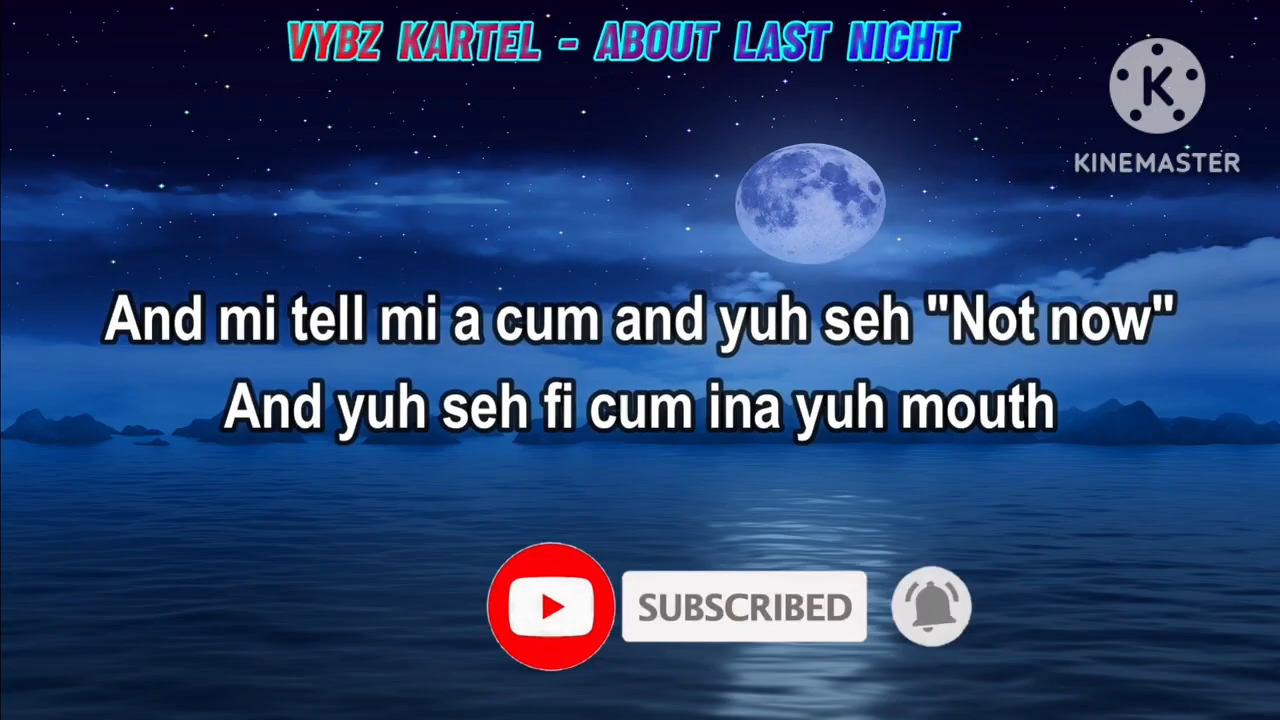 VYBZ KARTEL - ABOUT LAST NIGHT
K
KINEMASTER
And mi tell mi a cum and yuh seh "Not now"
And yuh seh fi cum ina yuh mouth
SUBSCRIBED